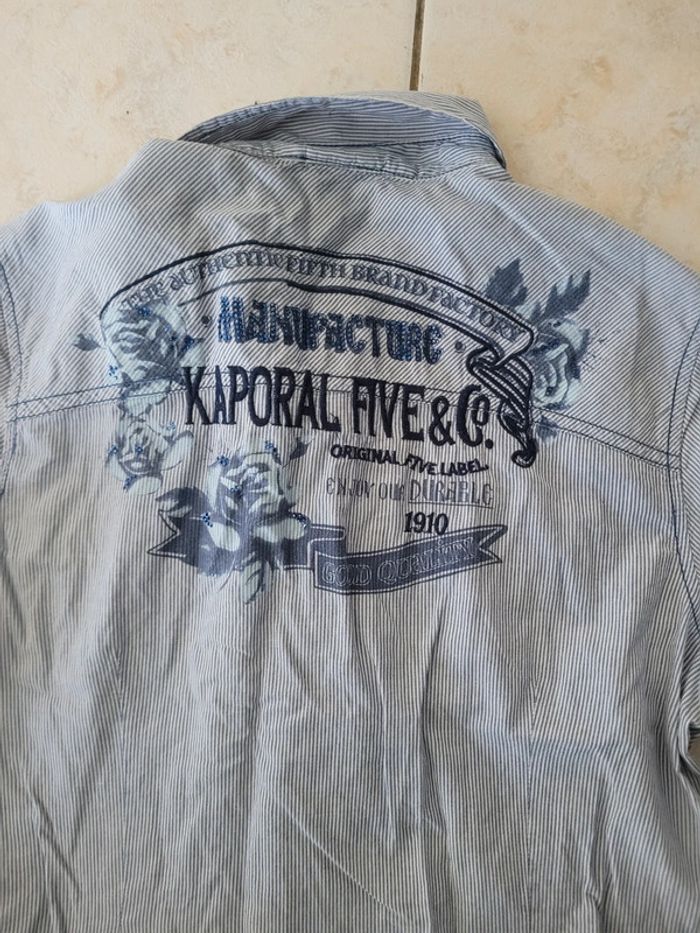 THE AUTHENTIC FIFTH BRAND FACTORY
• MANUFACTURE •
KAPORAL FIVE & Co.
ORIGINAL FIVE LABEL
ENJOY OUR DURABLE
1910
GOOD QUALITY